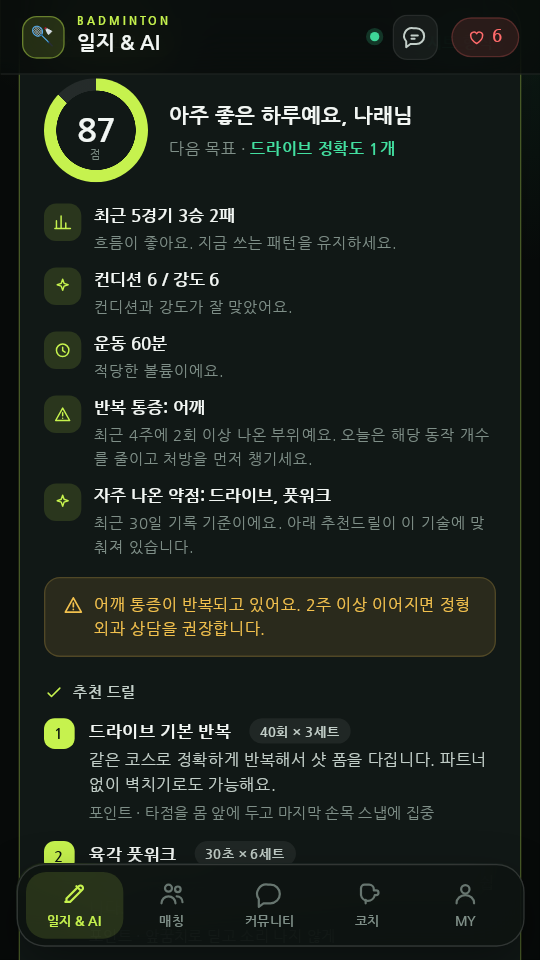 BADMINTON
일지 & AI
6
87
점
아주 좋은 하루예요, 나래님
다음 목표 · 드라이브 정확도 1개
최근 5경기 3승 2패
흐름이 좋아요. 지금 쓰는 패턴을 유지하세요.
컨디션 6 / 강도 6
컨디션과 강도가 잘 맞았어요.
운동 60분
적당한 볼륨이에요.
반복 통증: 어깨
최근 4주에 2회 이상 나온 부위예요. 오늘은 해당 동작 개수
를 줄이고 처방을 먼저 챙기세요.
자주 나온 약점: 드라이브, 풋워크
최근 30일 기록 기준이에요. 아래 추천드릴이 이 기술에 맞
춰져 있습니다.
어깨 통증이 반복되고 있어요. 2주 이상 이어지면 정형
외과 상담을 권장합니다.
추천 드릴
1 드라이브 기본 반복 40회 × 3세트
같은 코스로 정확하게 반복해서 샷 폼을 다집니다. 파트너
없이 벽치기로도 가능해요.
포인트 · 타점을 몸 앞에 두고 마지막 손목 스냅에 집중
2 육각 풋워크 30초 × 6세트
일지 & AI
매칭
커뮤니티
코치
MY